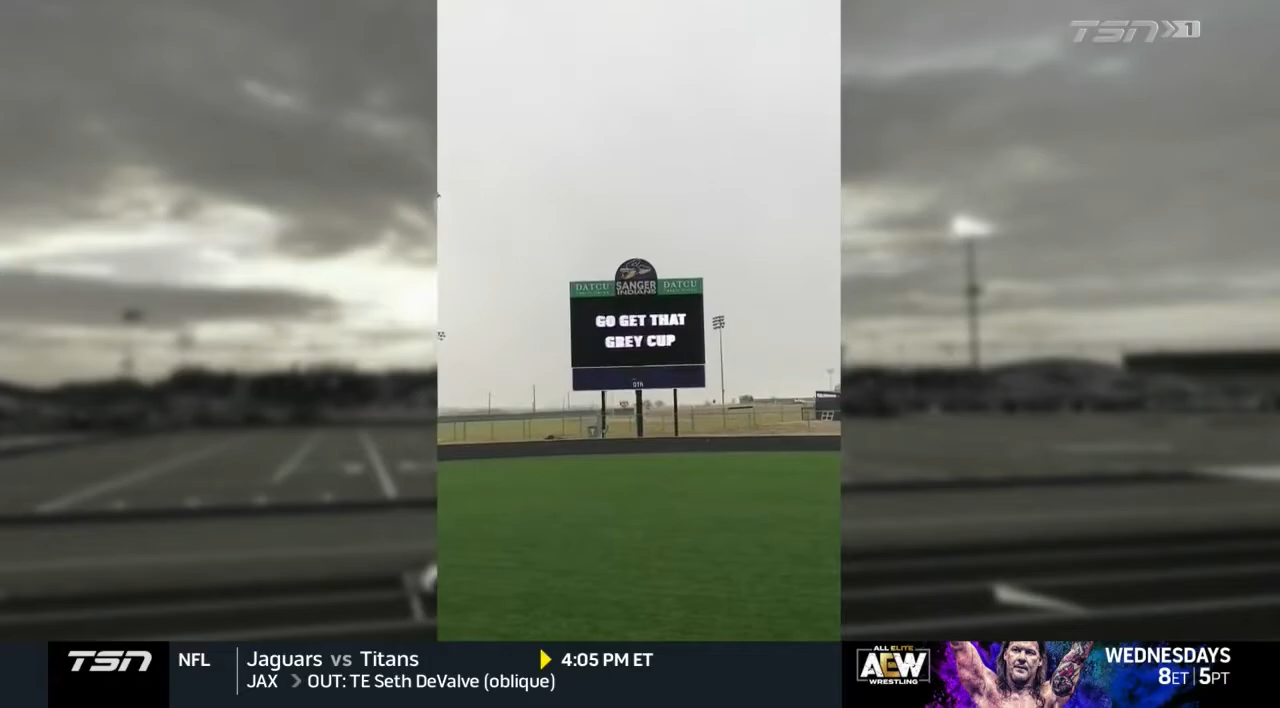 TSN 1
DATCU
SANGER
INDIANS
DATCU
GO GET THAT
GREY CUP
QTR
TSN
NFL
Jaguars vs Titans
4:05 PM ET
JAX > OUT: TE Seth DeValve (oblique)
ALL ELITE
AEW
WRESTLING
WEDNESDAYS
8ET | 5PT